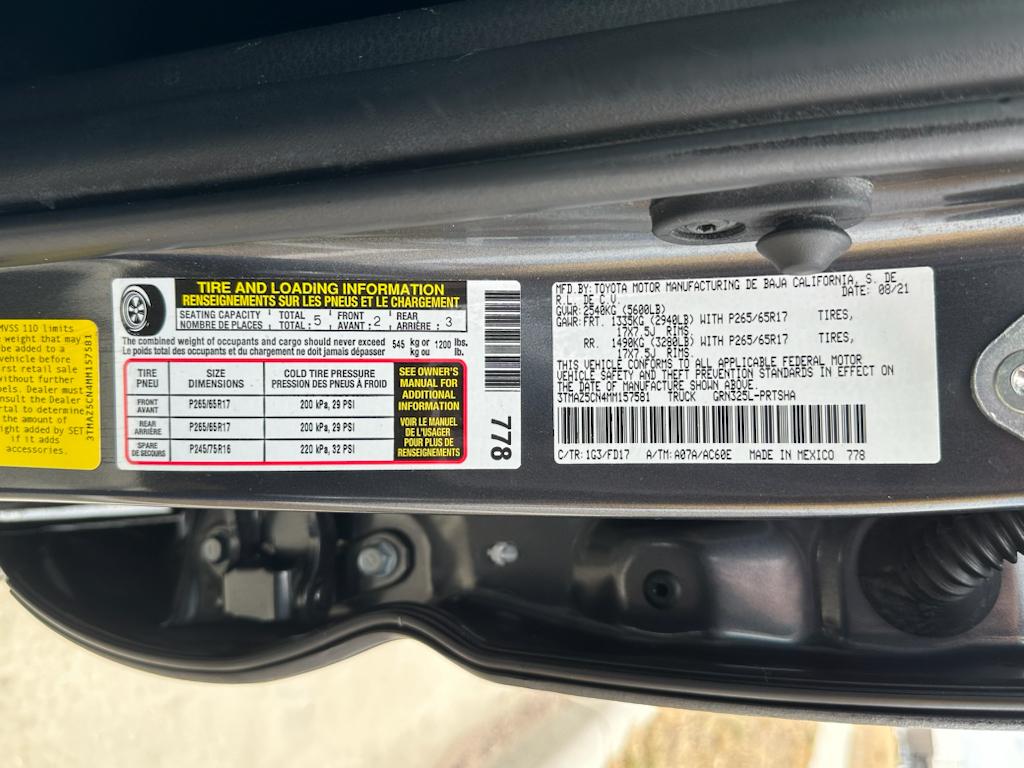 MVSS 110 limits
weight that may
be added to a
vehicle before
first retail sale
without further
labels. Dealer must
consult the Dealer
to determine
the amount of
weight added by SET
if it adds
accessories.
3TMAZ5CN4MM157581
TIRE AND LOADING INFORMATION
RENSEIGNEMENTS SUR LES PNEUS ET LE CHARGEMENT
SEATING CAPACITY TOTAL FRONT REAR
NOMBRE DE PLACES TOTAL : 5 AVANT : 2 ARRIÈRE : 3
The combined weight of occupants and cargo should never exceed 545 kg or 1200 lbs.
Le poids total des occupants et du chargement ne doit jamais dépasser kg ou lb.
TIRE SIZE COLD TIRE PRESSURE
PNEU DIMENSIONS PRESSION DES PNEUS À FROID
FRONT
AVANT P265/65R17 200 kPa, 29 PSI
REAR
ARRIÈRE P265/65R17 200 kPa, 29 PSI
SPARE
DE SECOURS P245/75R16 220 kPa, 32 PSI
SEE OWNER'S
MANUAL FOR
ADDITIONAL
INFORMATION
VOIR LE MANUEL
DE L'USAGER
POUR PLUS DE
RENSEIGNEMENTS
778
MFD.BY: TOYOTA MOTOR MANUFACTURING DE BAJA CALIFORNIA, S. DE
R.L. DE C.V. DATE: 08/21
GVWR: 2540KG (5600LB)
GAWR: FRT. 1335KG (2940LB) WITH P265/65R17 TIRES,
17X7.5J RIMS
RR. 1490KG (3280LB) WITH P265/65R17 TIRES,
17X7.5J RIMS
THIS VEHICLE CONFORMS TO ALL APPLICABLE FEDERAL MOTOR
VEHICLE SAFETY AND THEFT PREVENTION STANDARDS IN EFFECT ON
THE DATE OF MANUFACTURE SHOWN ABOVE.
3TMAZ5CN4MM157581 TRUCK GRN325L-PRTSHA
C/TR: 1G3/FD17 A/TM: A07A/AC60E MADE IN MEXICO 778